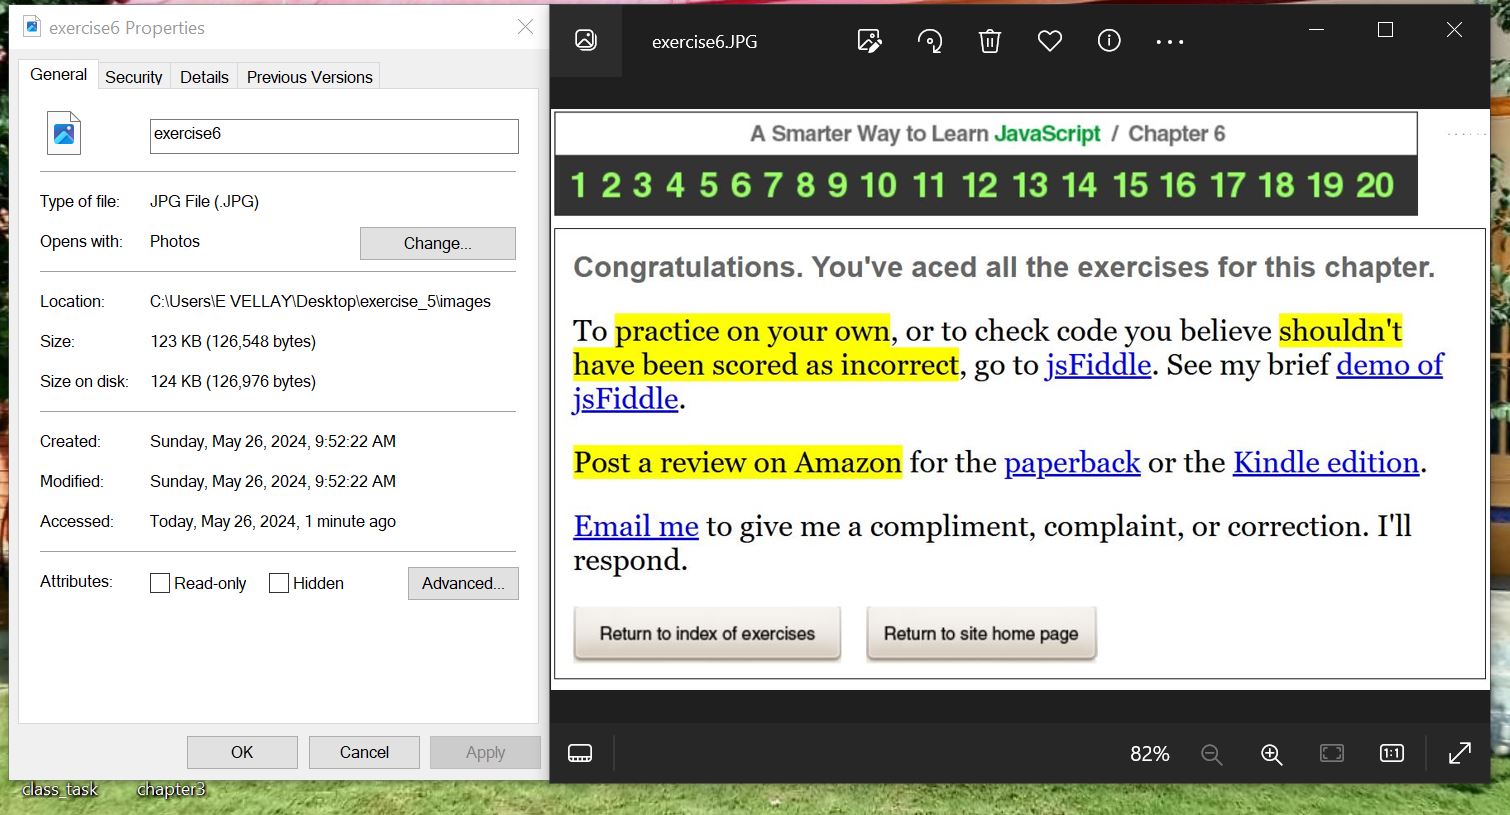 exercise6 Properties
General Security Details Previous Versions
exercise6
Type of file: JPG File (.JPG)
Opens with: Photos Change...
Location: C:\Users\E VELLAY\Desktop\exercise_5\images
Size: 123 KB (126,548 bytes)
Size on disk: 124 KB (126,976 bytes)
Created: Sunday, May 26, 2024, 9:52:22 AM
Modified: Sunday, May 26, 2024, 9:52:22 AM
Accessed: Today, May 26, 2024, 1 minute ago
Attributes: Read-only Hidden Advanced...
OK Cancel Apply
class_task chapter3
exercise6.JPG
A Smarter Way to Learn JavaScript / Chapter 6
1 2 3 4 5 6 7 8 9 10 11 12 13 14 15 16 17 18 19 20
Congratulations. You've aced all the exercises for this chapter.
To practice on your own, or to check code you believe shouldn't
have been scored as incorrect, go to jsFiddle. See my brief demo of
jsFiddle.
Post a review on Amazon for the paperback or the Kindle edition.
Email me to give me a compliment, complaint, or correction. I'll
respond.
Return to index of exercises Return to site home page
82% 1:1